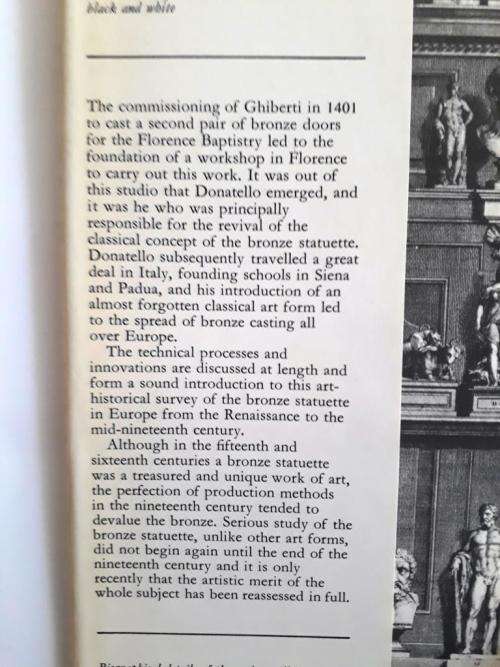 black and white
The commissioning of Ghiberti in 1401
to cast a second pair of bronze doors
for the Florence Baptistry led to the
foundation of a workshop in Florence
to carry out this work. It was out of
this studio that Donatello emerged, and
it was he who was principally
responsible for the revival of the
classical concept of the bronze statuette.
Donatello subsequently travelled a great
deal in Italy, founding schools in Siena
and Padua, and his introduction of an
almost forgotten classical art form led
to the spread of bronze casting all
over Europe.
The technical processes and
innovations are discussed at length and
form a sound introduction to this art-
historical survey of the bronze statuette
in Europe from the Renaissance to the
mid-nineteenth century.
Although in the fifteenth and
sixteenth centuries a bronze statuette
was a treasured and unique work of art,
the perfection of production methods
in the nineteenth century tended to
devalue the bronze. Serious study of the
bronze statuette, unlike other art forms,
did not begin again until the end of the
nineteenth century and it is only
recently that the artistic merit of the
whole subject has been reassessed in full.